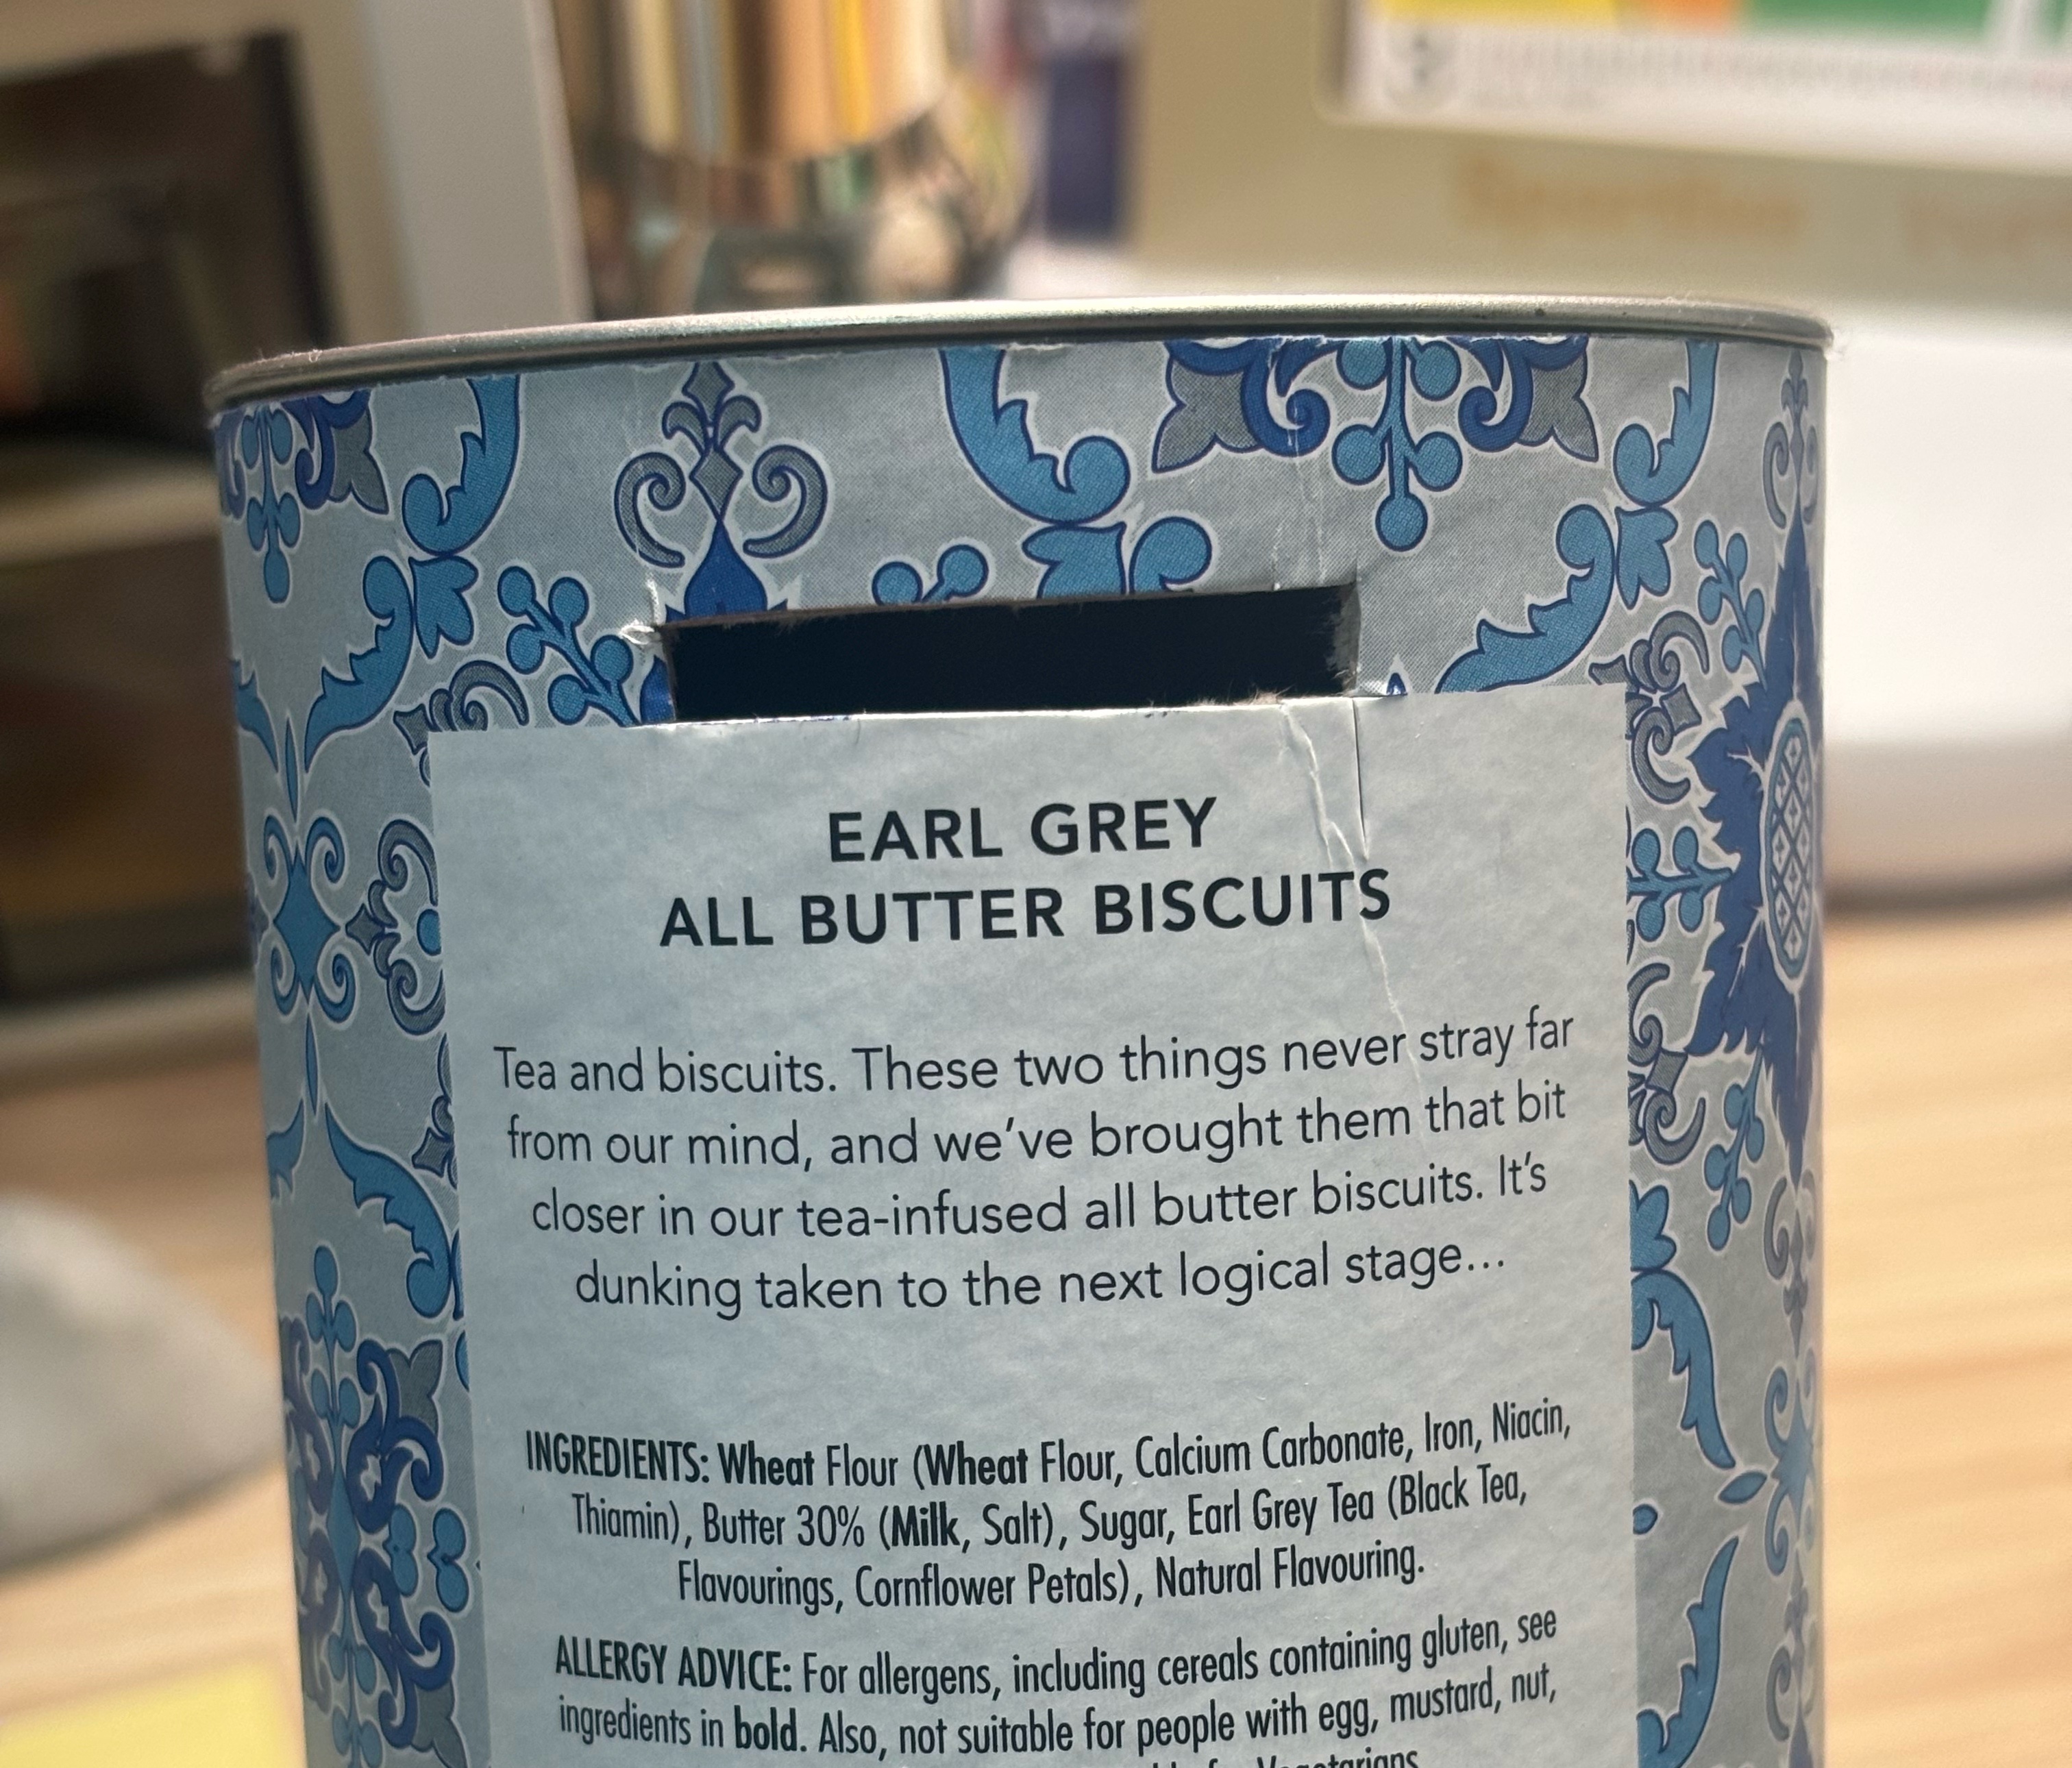 EARL GREY
ALL BUTTER BISCUITS
Tea and biscuits. These two things never stray far
from our mind, and we've brought them that bit
closer in our tea-infused all butter biscuits. It's
dunking taken to the next logical stage...
INGREDIENTS: Wheat Flour (Wheat Flour, Calcium Carbonate, Iron, Niacin,
Thiamin), Butter 30% (Milk, Salt), Sugar, Earl Grey Tea (Black Tea,
Flavourings, Cornflower Petals), Natural Flavouring.
ALLERGY ADVICE: For allergens, including cereals containing gluten, see
ingredients in bold. Also, not suitable for people with egg, mustard, nut,
Vegetarians